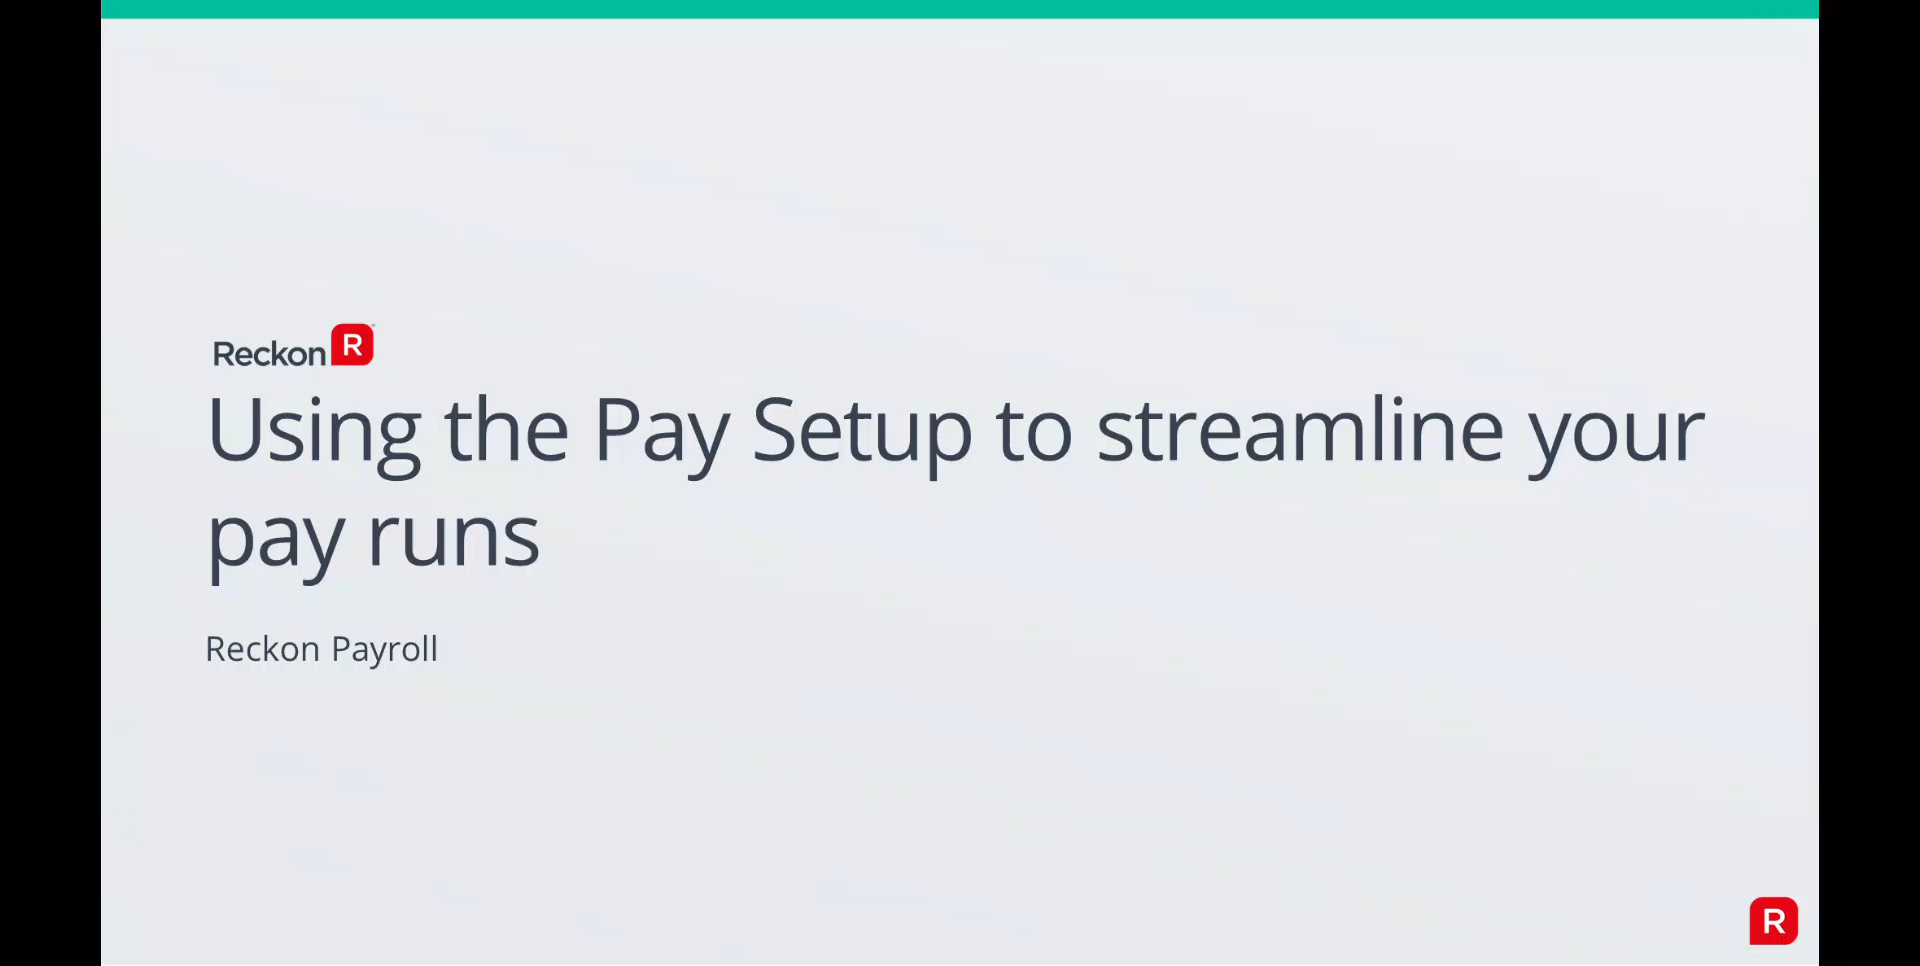 Reckon R
Using the Pay Setup to streamline your
pay runs
Reckon Payroll
R